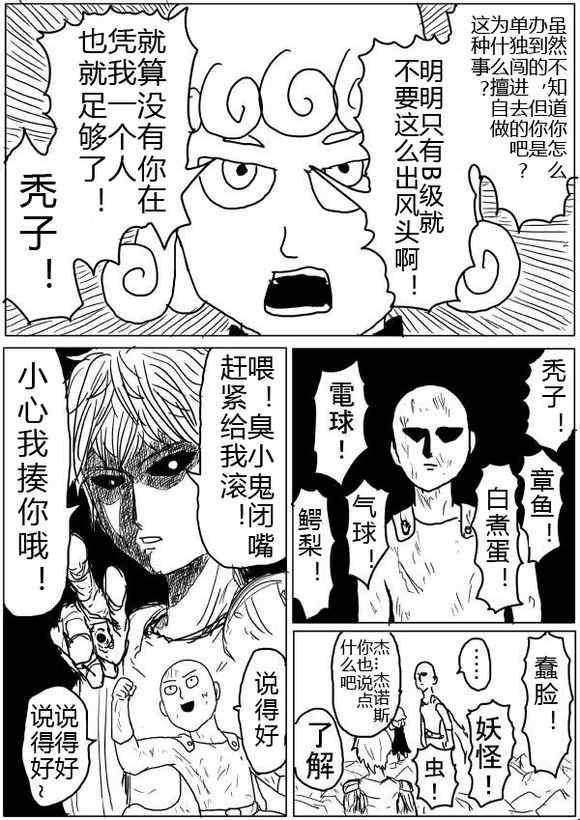 虽然不知道你怎么
办到的，但你是
单独闯进去的吧？
为什么擅自做
这种事？
明明只有B级就
不要这么出风头啊！
就算没有你在
凭我一个人
也就足够了！
秃子！
秃子！
章鱼！
白煮蛋！
電球！
气球！
鳄梨！
蠢脸！
妖怪！
虫！
····
杰…杰诺斯
你也说点
什么吧
了解
喂！臭小鬼闭嘴
赶紧给我滚！
小心我揍你哦！
说得好
说得好
说得好~